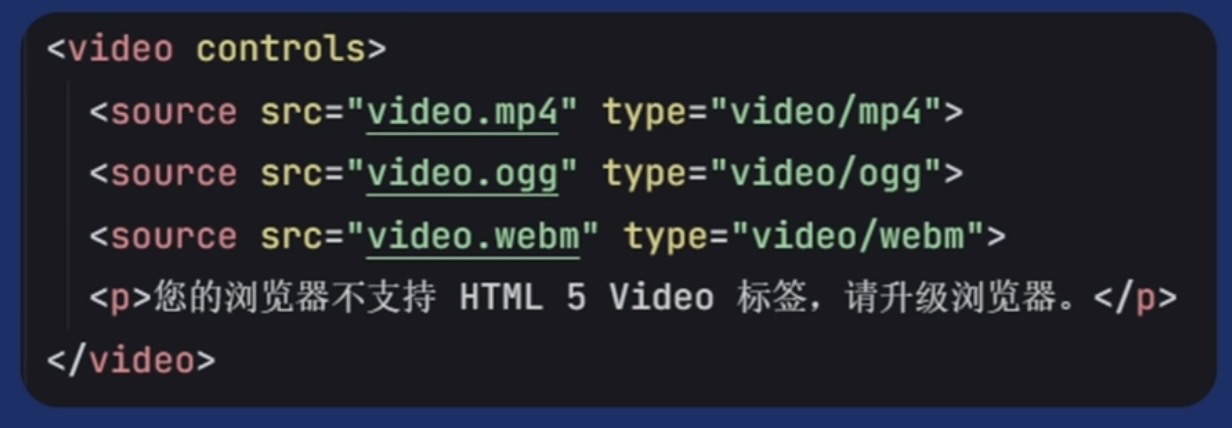 <video controls>
<source src="video.mp4" type="video/mp4">
<source src="video.ogg" type="video/ogg">
<source src="video.webm" type="video/webm">
<p>您的浏览器不支持 HTML 5 Video 标签，请升级浏览器。</p>
</video>